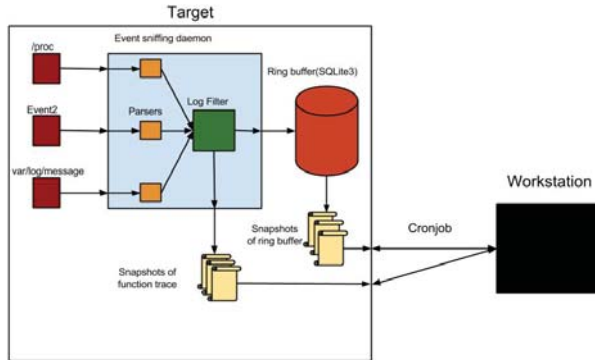 Target
/proc
Event sniffing daemon
Ring buffer(SQLite3)
Log Filter
Event2
Parsers
var/log/message
Workstation
Snapshots
of ring buffer
Cronjob
Snapshots of
function trace